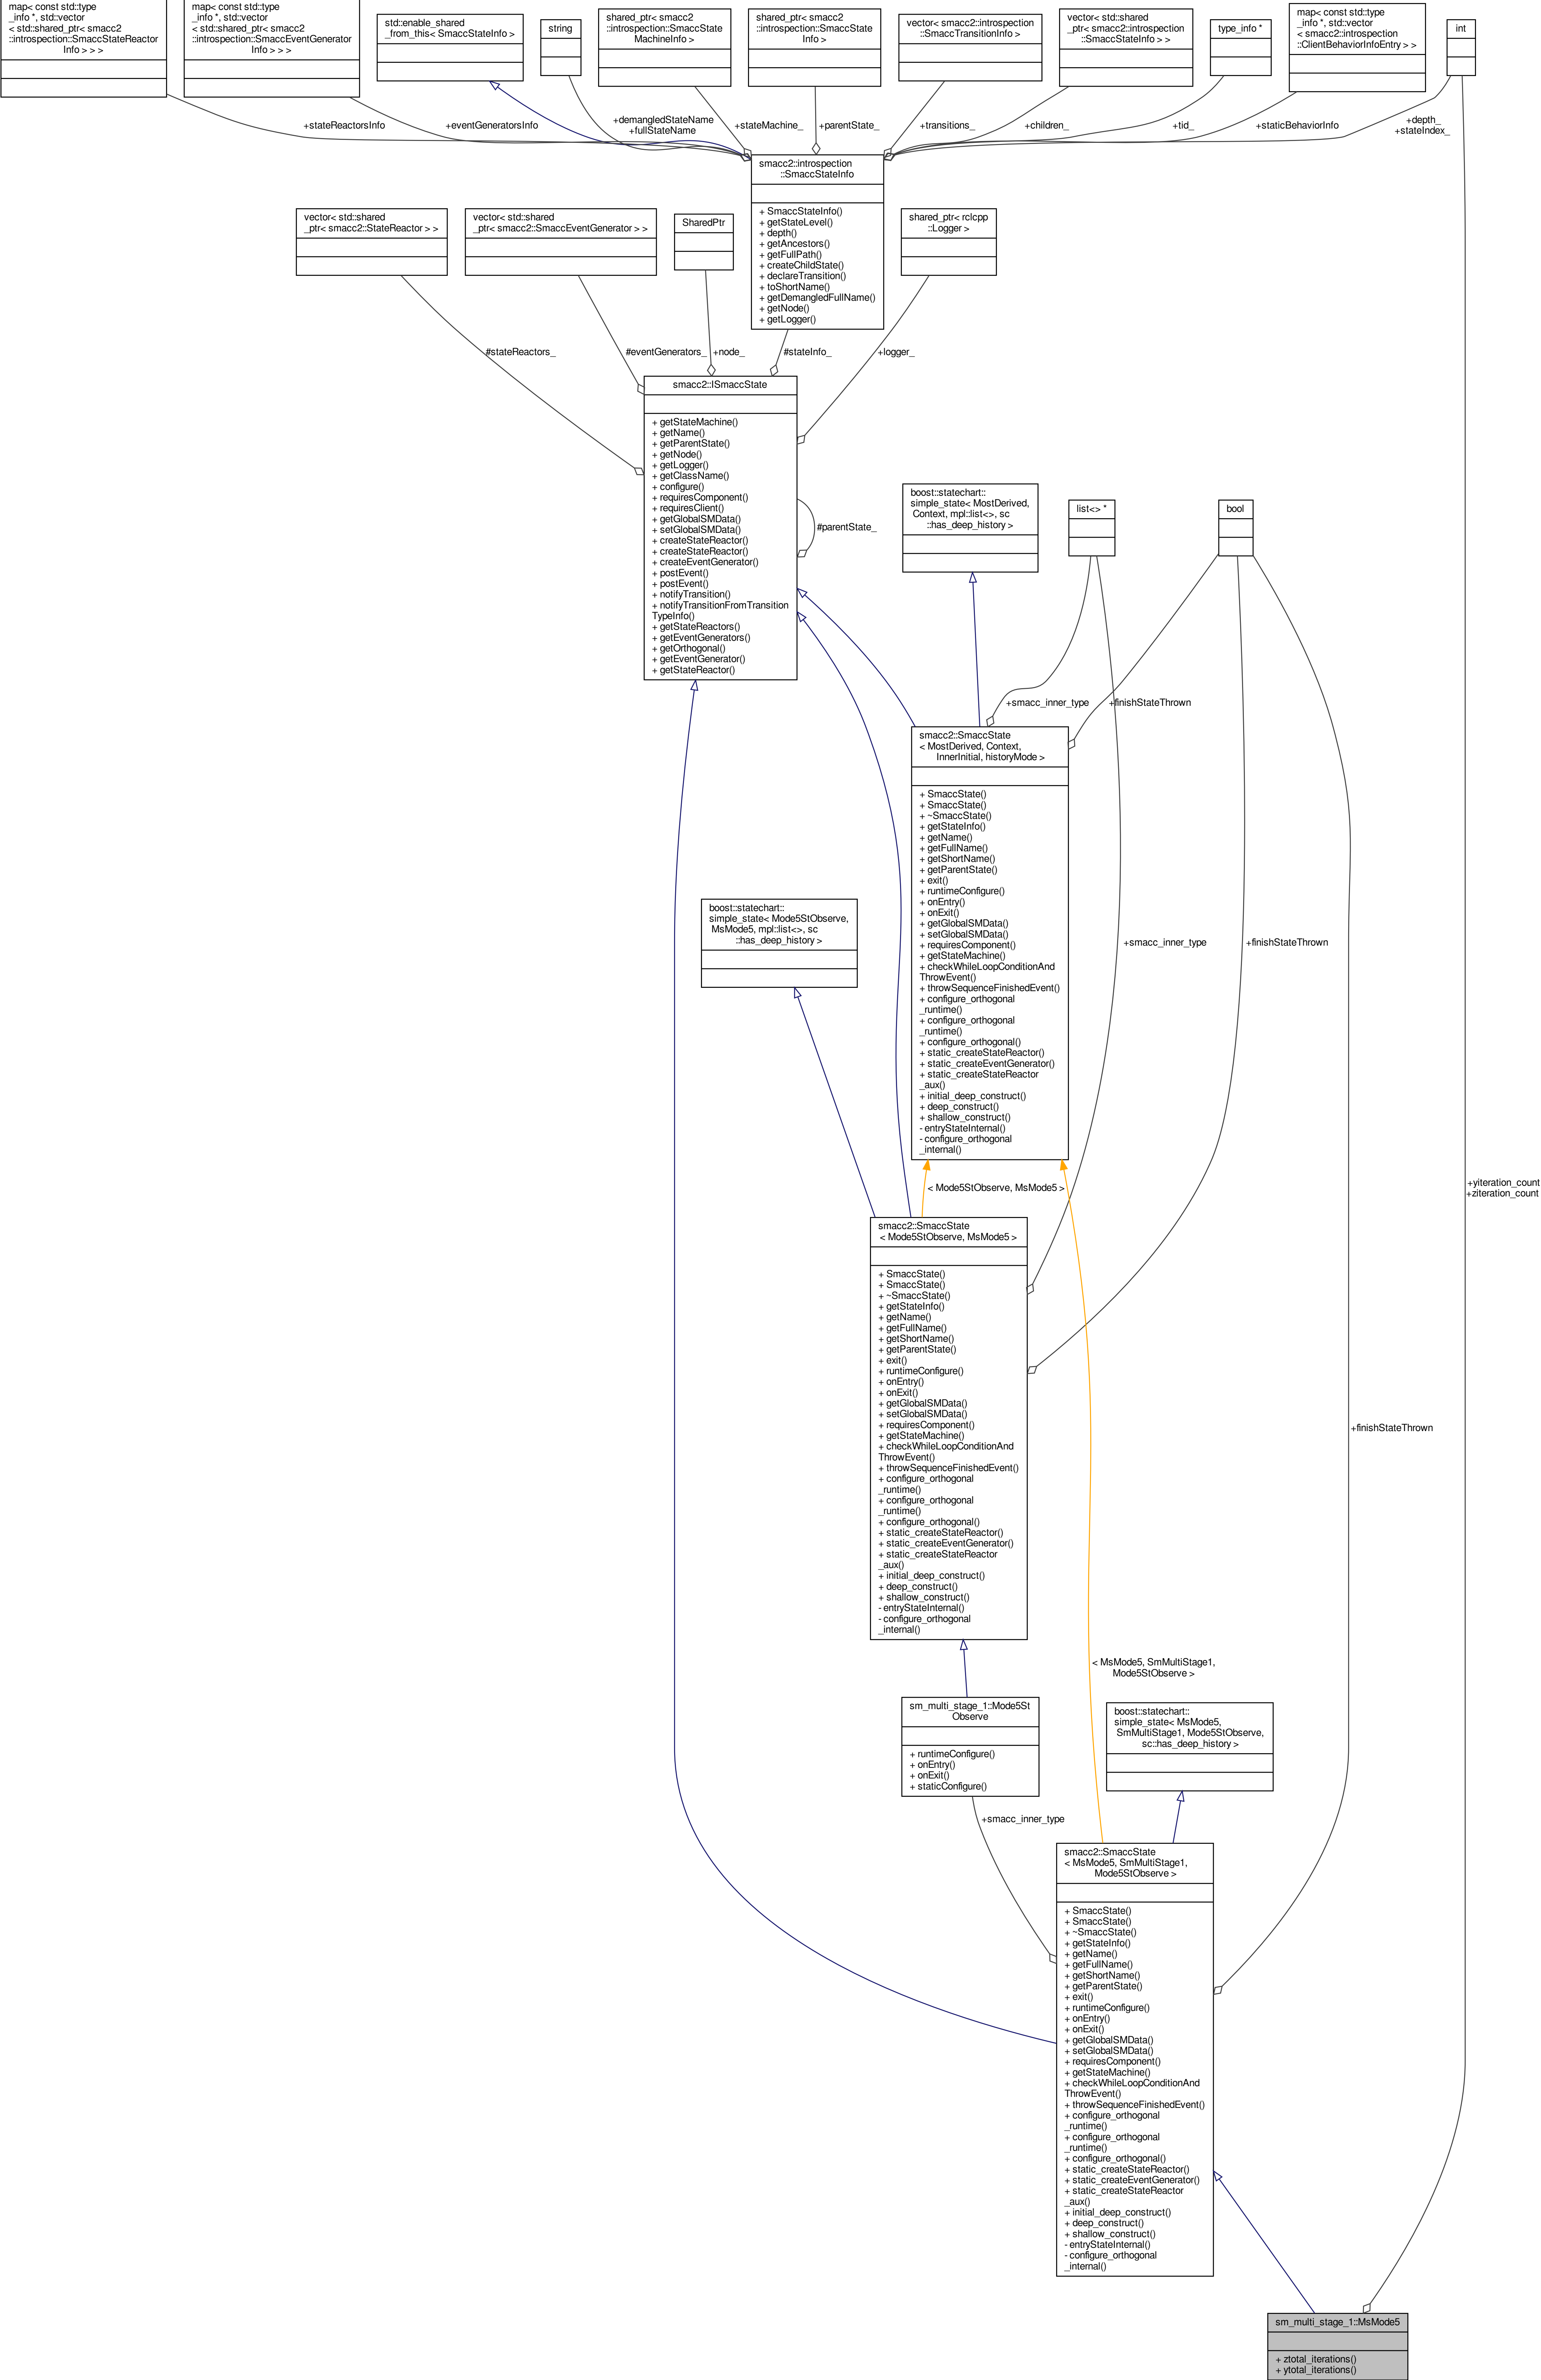 map< const std::type
_info *, std::vector
< std::shared_ptr< smacc2
::introspection::SmaccStateReactor
Info > > >
map< const std::type
_info *, std::vector
< std::shared_ptr< smacc2
::introspection::SmaccEventGenerator
Info > > >
std::enable_shared
_from_this< SmaccStateInfo >
string
shared_ptr< smacc2
::introspection::SmaccState
MachineInfo >
shared_ptr< smacc2
::introspection::SmaccState
Info >
vector< smacc2::introspection
::SmaccTransitionInfo >
vector< std::shared
_ptr< smacc2::introspection
::SmaccStateInfo > >
type_info *
map< const std::type
_info *, std::vector
< smacc2::introspection
::ClientBehaviorInfoEntry > >
int
+stateReactorsInfo
+eventGeneratorsInfo
+demangledStateName
+fullStateName
+stateMachine_
+parentState_
+transitions_
+children_
+tid_
+staticBehaviorInfo
+depth_
+stateIndex_
smacc2::introspection
::SmaccStateInfo
+ SmaccStateInfo()
+ getStateLevel()
+ depth()
+ getAncestors()
+ getFullPath()
+ createChildState()
+ declareTransition()
+ toShortName()
+ getDemangledFullName()
+ getNode()
+ getLogger()
vector< std::shared
_ptr< smacc2::StateReactor > >
vector< std::shared
_ptr< smacc2::SmaccEventGenerator > >
SharedPtr
shared_ptr< rclcpp
::Logger >
#stateReactors_
#eventGenerators_
+node_
#stateInfo_
+logger_
smacc2::ISmaccState
+ getStateMachine()
+ getName()
+ getParentState()
+ getNode()
+ getLogger()
+ getClassName()
+ configure()
+ requiresComponent()
+ requiresClient()
+ getGlobalSMData()
+ setGlobalSMData()
+ createStateReactor()
+ createStateReactor()
+ createEventGenerator()
+ postEvent()
+ postEvent()
+ notifyTransition()
+ notifyTransitionFromTransition
TypeInfo()
+ getStateReactors()
+ getEventGenerators()
+ getOrthogonal()
+ getEventGenerator()
+ getStateReactor()
#parentState_
boost::statechart::
simple_state< MostDerived,
Context, mpl::list<>, sc
::has_deep_history >
list<> *
bool
+smacc_inner_type
+finishStateThrown
smacc2::SmaccState
< MostDerived, Context,
InnerInitial, historyMode >
+ SmaccState()
+ SmaccState()
+ ~SmaccState()
+ getStateInfo()
+ getName()
+ getFullName()
+ getShortName()
+ getParentState()
+ exit()
+ runtimeConfigure()
+ onEntry()
+ onExit()
+ getGlobalSMData()
+ setGlobalSMData()
+ requiresComponent()
+ getStateMachine()
+ checkWhileLoopConditionAnd
ThrowEvent()
+ throwSequenceFinishedEvent()
+ configure_orthogonal
_runtime()
+ configure_orthogonal
_runtime()
+ configure_orthogonal()
+ static_createStateReactor()
+ static_createEventGenerator()
+ static_createStateReactor
_aux()
+ initial_deep_construct()
+ deep_construct()
+ shallow_construct()
- entryStateInternal()
- configure_orthogonal
_internal()
boost::statechart::
simple_state< Mode5StObserve,
MsMode5, mpl::list<>, sc
::has_deep_history >
+smacc_inner_type
+finishStateThrown
< Mode5StObserve, MsMode5 >
+yiteration_count
+ziteration_count
smacc2::SmaccState
< Mode5StObserve, MsMode5 >
+ SmaccState()
+ SmaccState()
+ ~SmaccState()
+ getStateInfo()
+ getName()
+ getFullName()
+ getShortName()
+ getParentState()
+ exit()
+ runtimeConfigure()
+ onEntry()
+ onExit()
+ getGlobalSMData()
+ setGlobalSMData()
+ requiresComponent()
+ getStateMachine()
+ checkWhileLoopConditionAnd
ThrowEvent()
+ throwSequenceFinishedEvent()
+ configure_orthogonal
_runtime()
+ configure_orthogonal
_runtime()
+ configure_orthogonal()
+ static_createStateReactor()
+ static_createEventGenerator()
+ static_createStateReactor
_aux()
+ initial_deep_construct()
+ deep_construct()
+ shallow_construct()
- entryStateInternal()
- configure_orthogonal
_internal()
+finishStateThrown
< MsMode5, SmMultiStage1,
Mode5StObserve >
sm_multi_stage_1::Mode5St
Observe
+ runtimeConfigure()
+ onEntry()
+ onExit()
+ staticConfigure()
boost::statechart::
simple_state< MsMode5,
SmMultiStage1, Mode5StObserve,
sc::has_deep_history >
+smacc_inner_type
smacc2::SmaccState
< MsMode5, SmMultiStage1,
Mode5StObserve >
+ SmaccState()
+ SmaccState()
+ ~SmaccState()
+ getStateInfo()
+ getName()
+ getFullName()
+ getShortName()
+ getParentState()
+ exit()
+ runtimeConfigure()
+ onEntry()
+ onExit()
+ getGlobalSMData()
+ setGlobalSMData()
+ requiresComponent()
+ getStateMachine()
+ checkWhileLoopConditionAnd
ThrowEvent()
+ throwSequenceFinishedEvent()
+ configure_orthogonal
_runtime()
+ configure_orthogonal
_runtime()
+ configure_orthogonal()
+ static_createStateReactor()
+ static_createEventGenerator()
+ static_createStateReactor
_aux()
+ initial_deep_construct()
+ deep_construct()
+ shallow_construct()
- entryStateInternal()
- configure_orthogonal
_internal()
sm_multi_stage_1::MsMode5
+ ztotal_iterations()
+ ytotal_iterations()